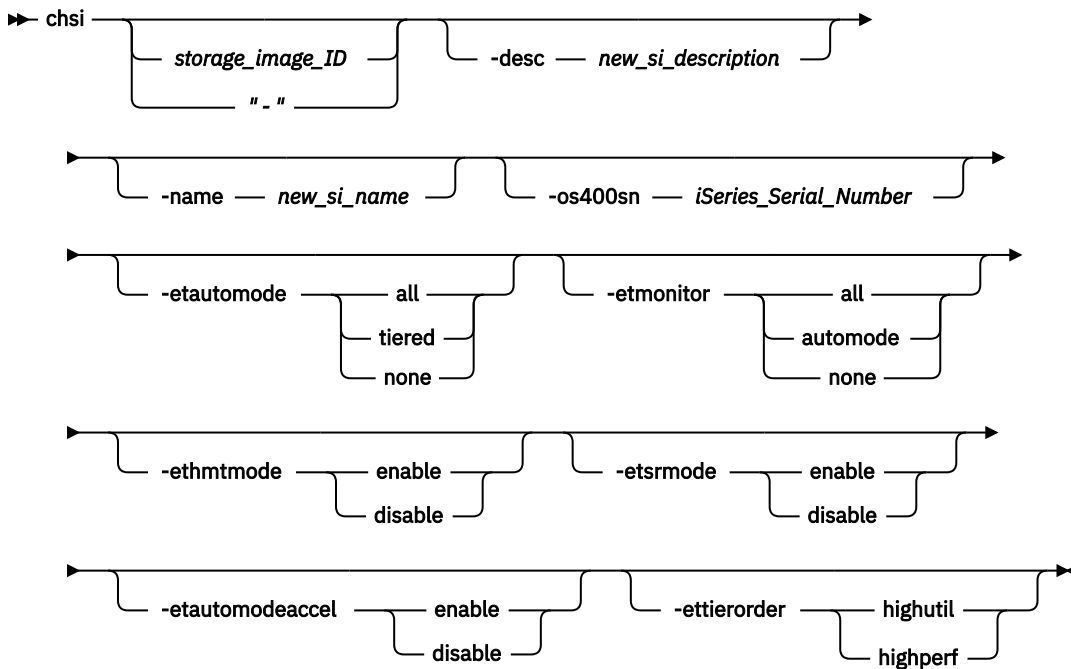 chsi
storage_image_ID -desc new_si_description
"-"
-name new_si_name -os400sn iSeries_Serial_Number
-etautomode all -etmonitor all
tiered automode
none none
-ethmtmode enable -etsrmode enable
disable disable
-etautomodeaccel enable -ettierorder highutil
disable highperf